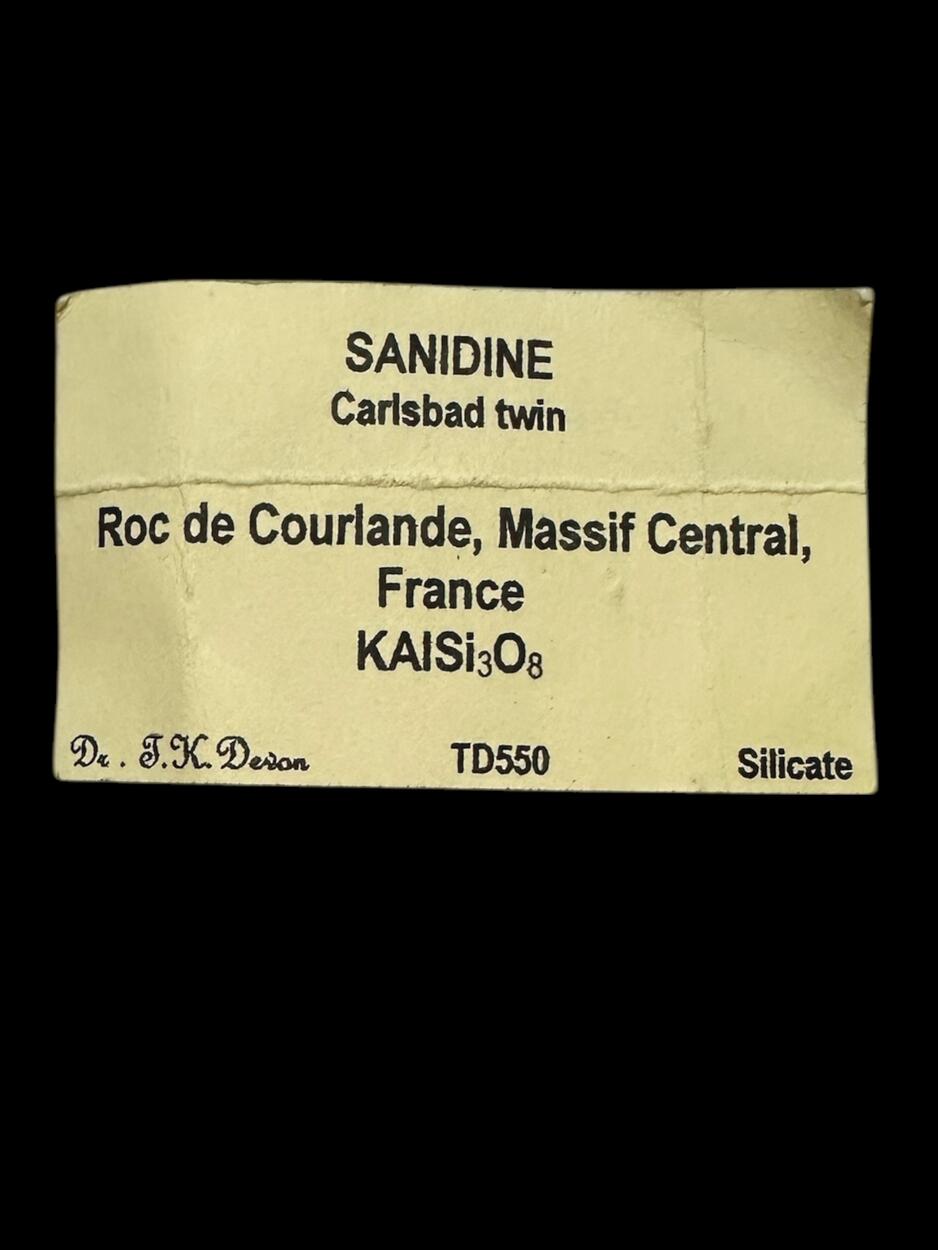 SANIDINE
Carlsbad twin
Roc de Courlande, Massif Central,
France
KAlSi₃O₈
Dr. T.K. Devon TD550 Silicate